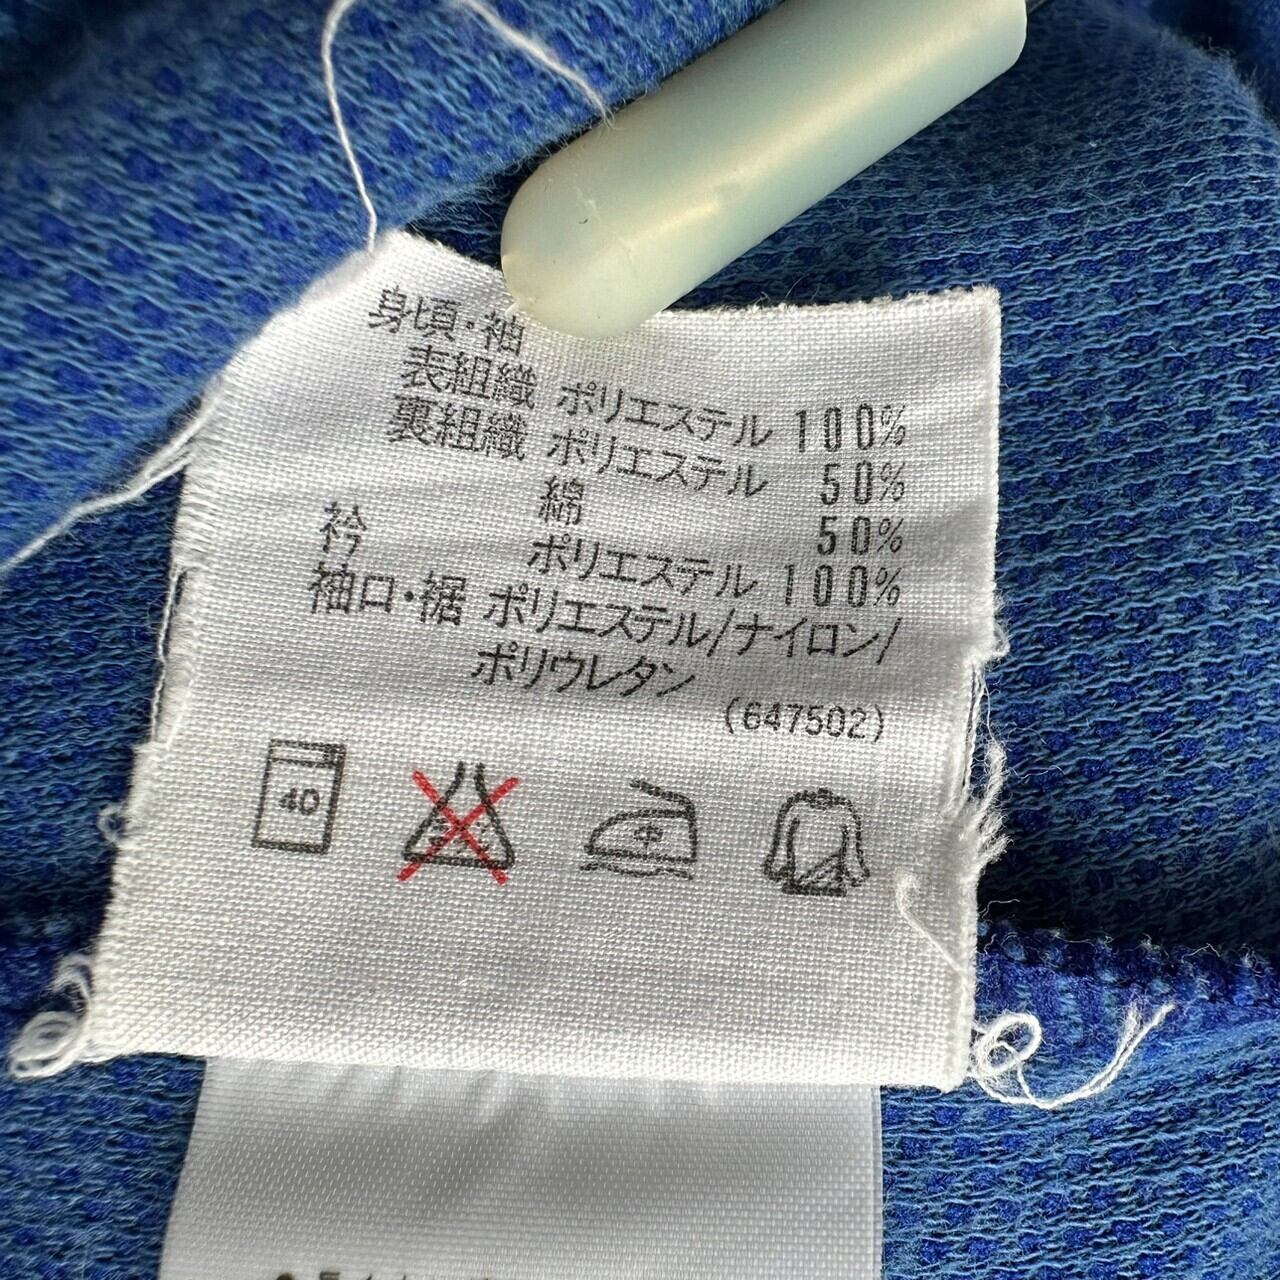 身頃・袖
表組織 ポリエステル 100%
裏組織 ポリエステル 50%
綿 50%
衿 ポリエステル 100%
袖口・裾 ポリエステル/ナイロン/
ポリウレタン
(647502)
40
中